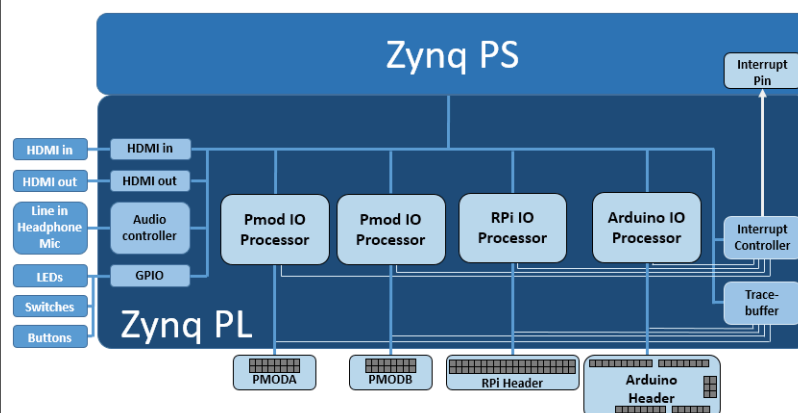 Zynq PS
Interrupt
Pin
HDMI in
HDMI in
HDMI out
HDMI out
Line in
Headphone
Mic
Audio
controller
Pmod IO
Processor
Pmod IO
Processor
RPi IO
Processor
Arduino IO
Processor
Interrupt
Controller
LEDs
GPIO
Switches
Buttons
Trace-
buffer
Zynq PL
PMODA
PMODB
RPi Header
Arduino
Header